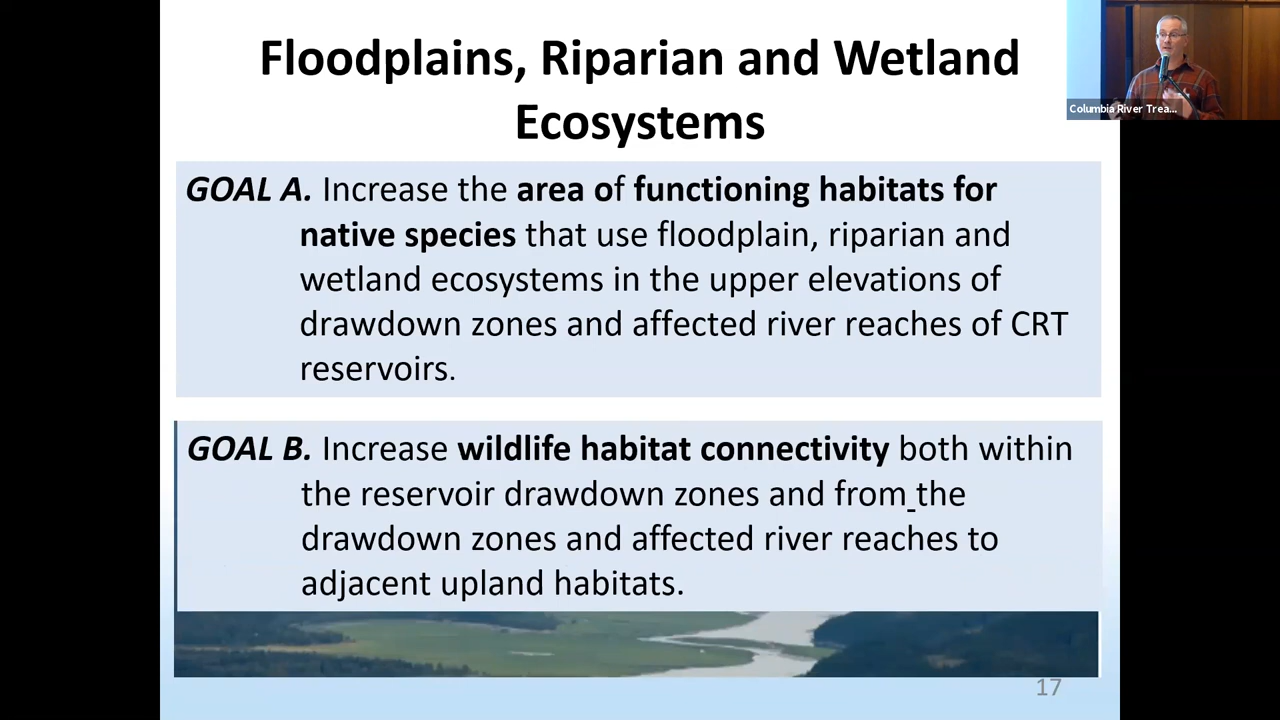 Floodplains, Riparian and Wetland
Ecosystems
Columbia River Trea...
GOAL A. Increase the area of functioning habitats for
native species that use floodplain, riparian and
wetland ecosystems in the upper elevations of
drawdown zones and affected river reaches of CRT
reservoirs.
GOAL B. Increase wildlife habitat connectivity both within
the reservoir drawdown zones and from the
drawdown zones and affected river reaches to
adjacent upland habitats.
17